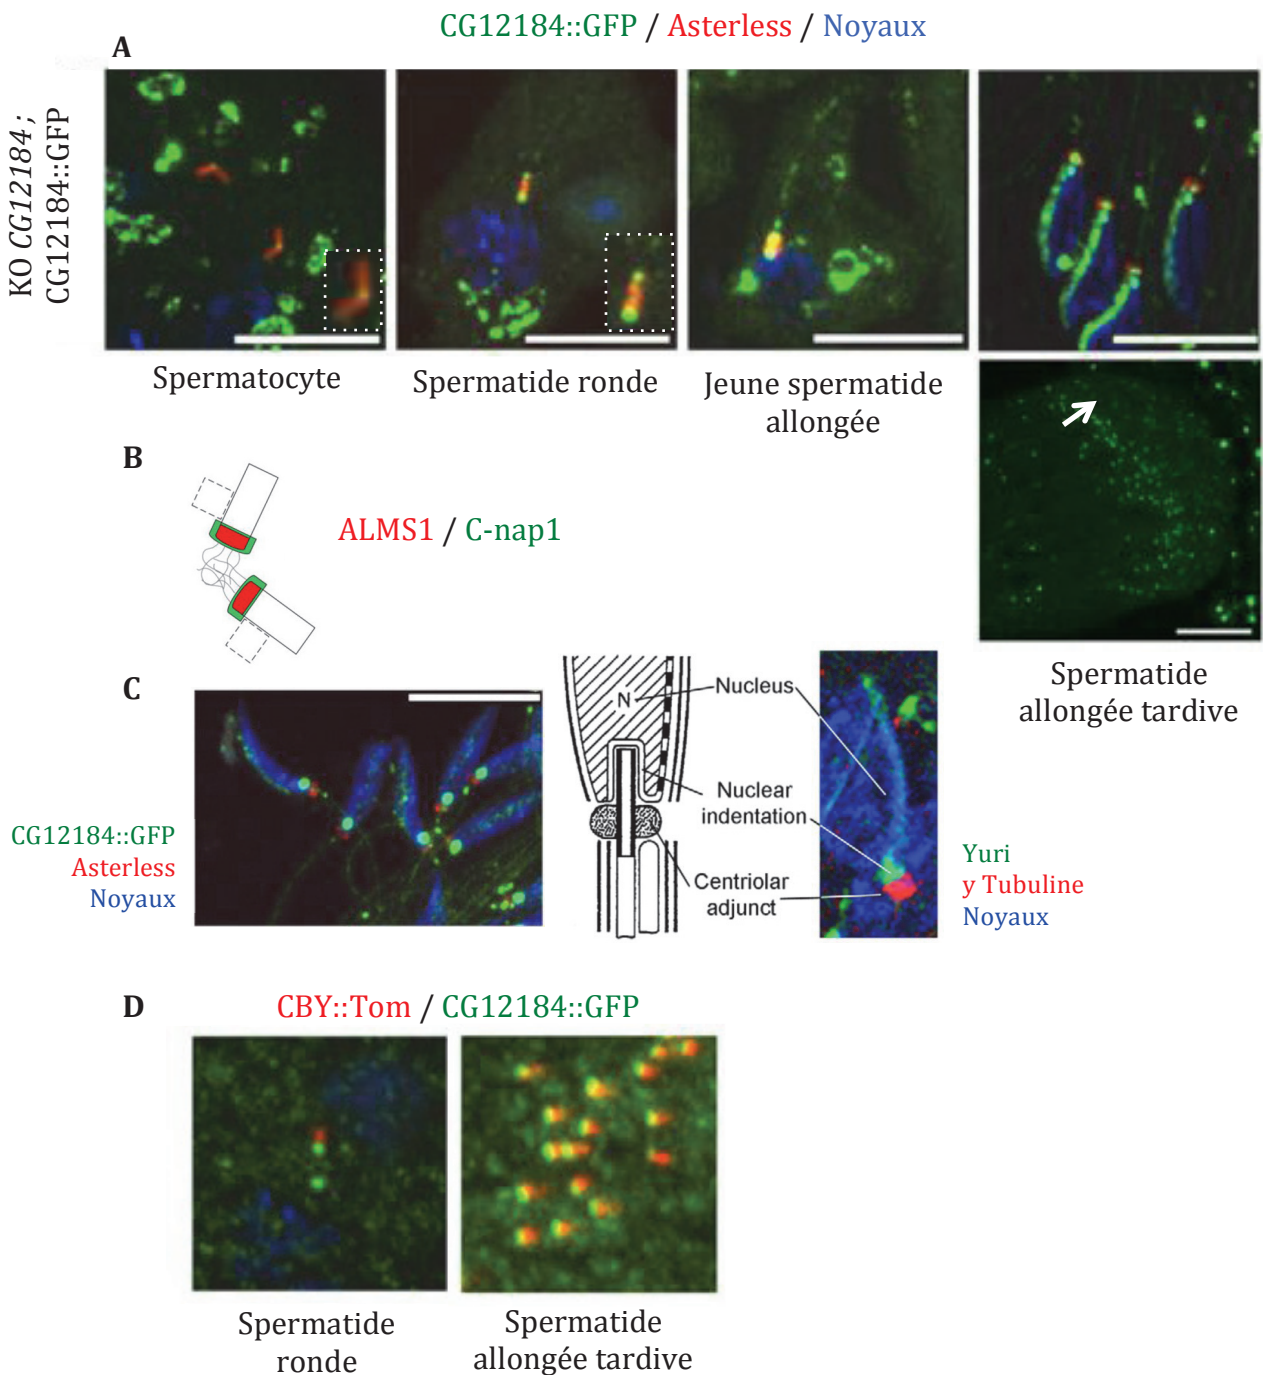 CG12184::GFP / Asterless / Noyaux
A
KO CG12184 ;
CG12184::GFP
Spermatocyte
Spermatide ronde
Jeune spermatide
allongée
Spermatide
allongée tardive
B
ALMS1 / C-nap1
C
CG12184::GFP
Asterless
Noyaux
N
Nucleus
Nuclear
indentation
Centriolar
adjunct
Yuri
y Tubuline
Noyaux
D
CBY::Tom / CG12184::GFP
Spermatide
ronde
Spermatide
allongée tardive